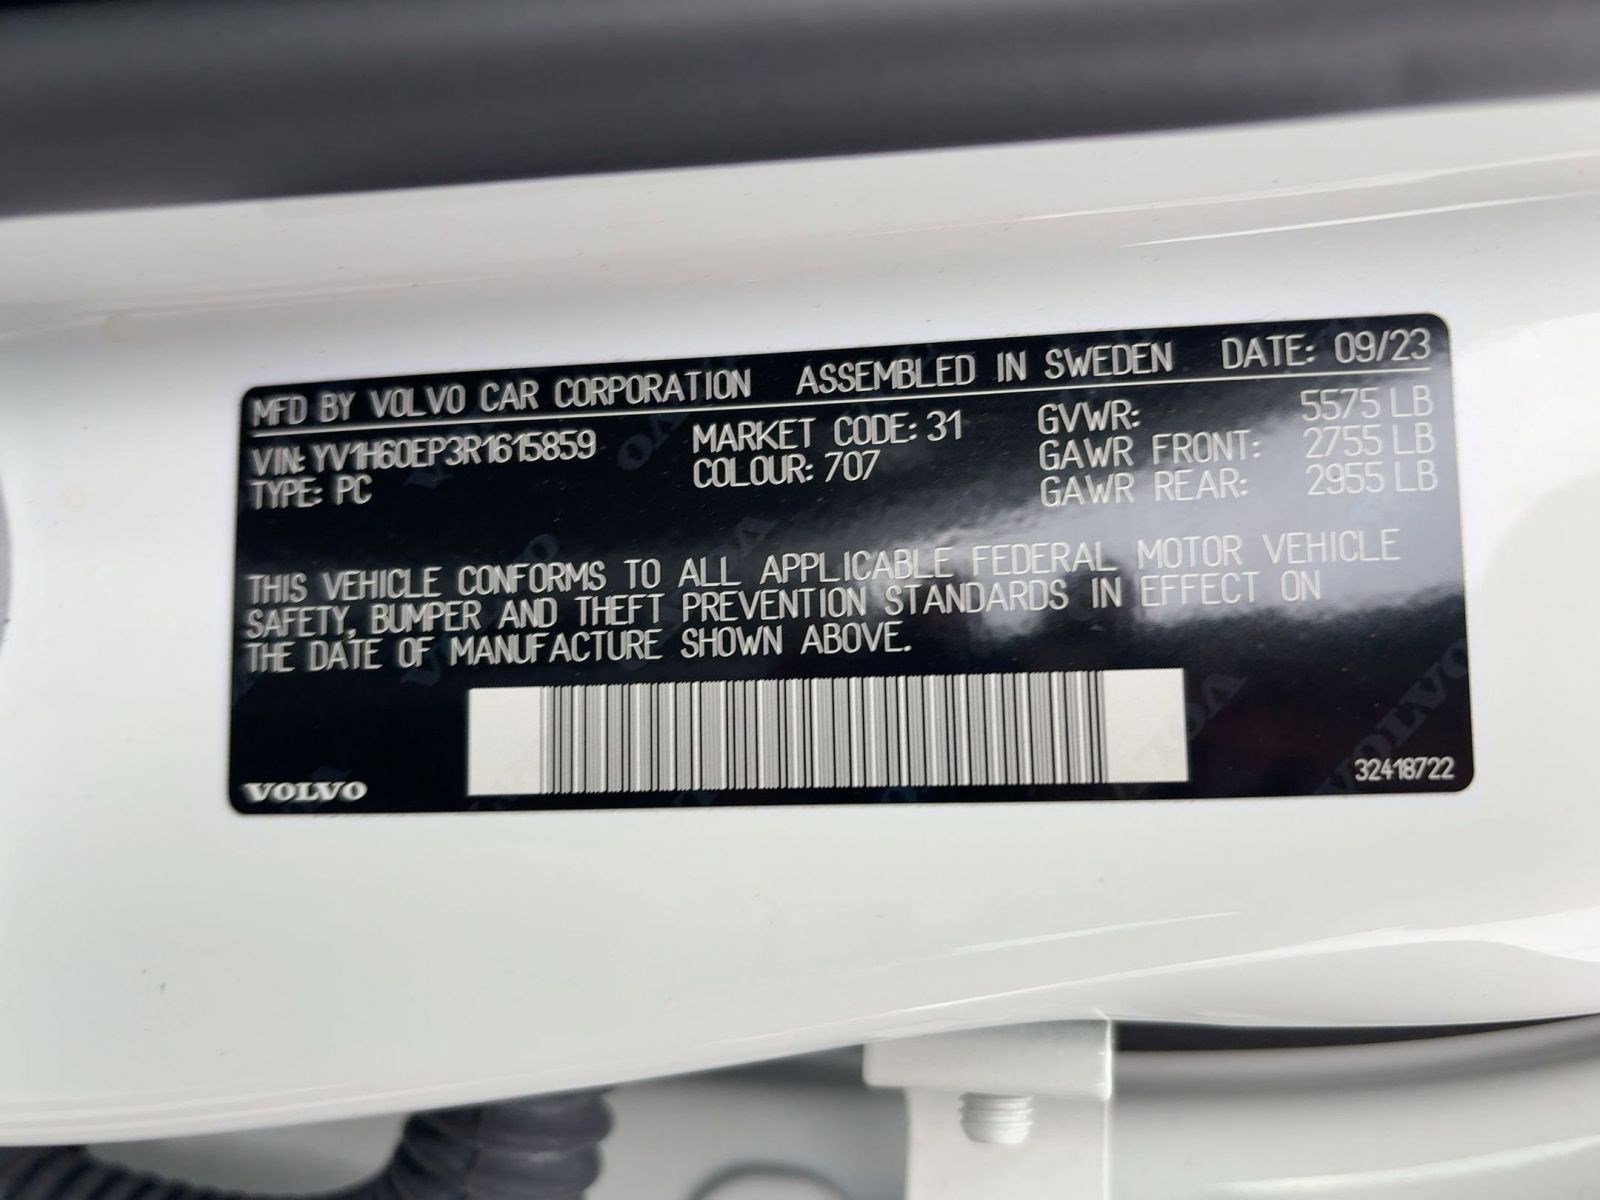 MFD BY VOLVO CAR CORPORATION ASSEMBLED IN SWEDEN DATE: 09/23
VIN: YV1H60EP3R1615859 MARKET CODE: 31 GVWR: 5575 LB
TYPE: PC COLOUR: 707 GAWR FRONT: 2755 LB
GAWR REAR: 2955 LB
THIS VEHICLE CONFORMS TO ALL APPLICABLE FEDERAL MOTOR VEHICLE
SAFETY, BUMPER AND THEFT PREVENTION STANDARDS IN EFFECT ON
THE DATE OF MANUFACTURE SHOWN ABOVE.
VOLVO 32418722